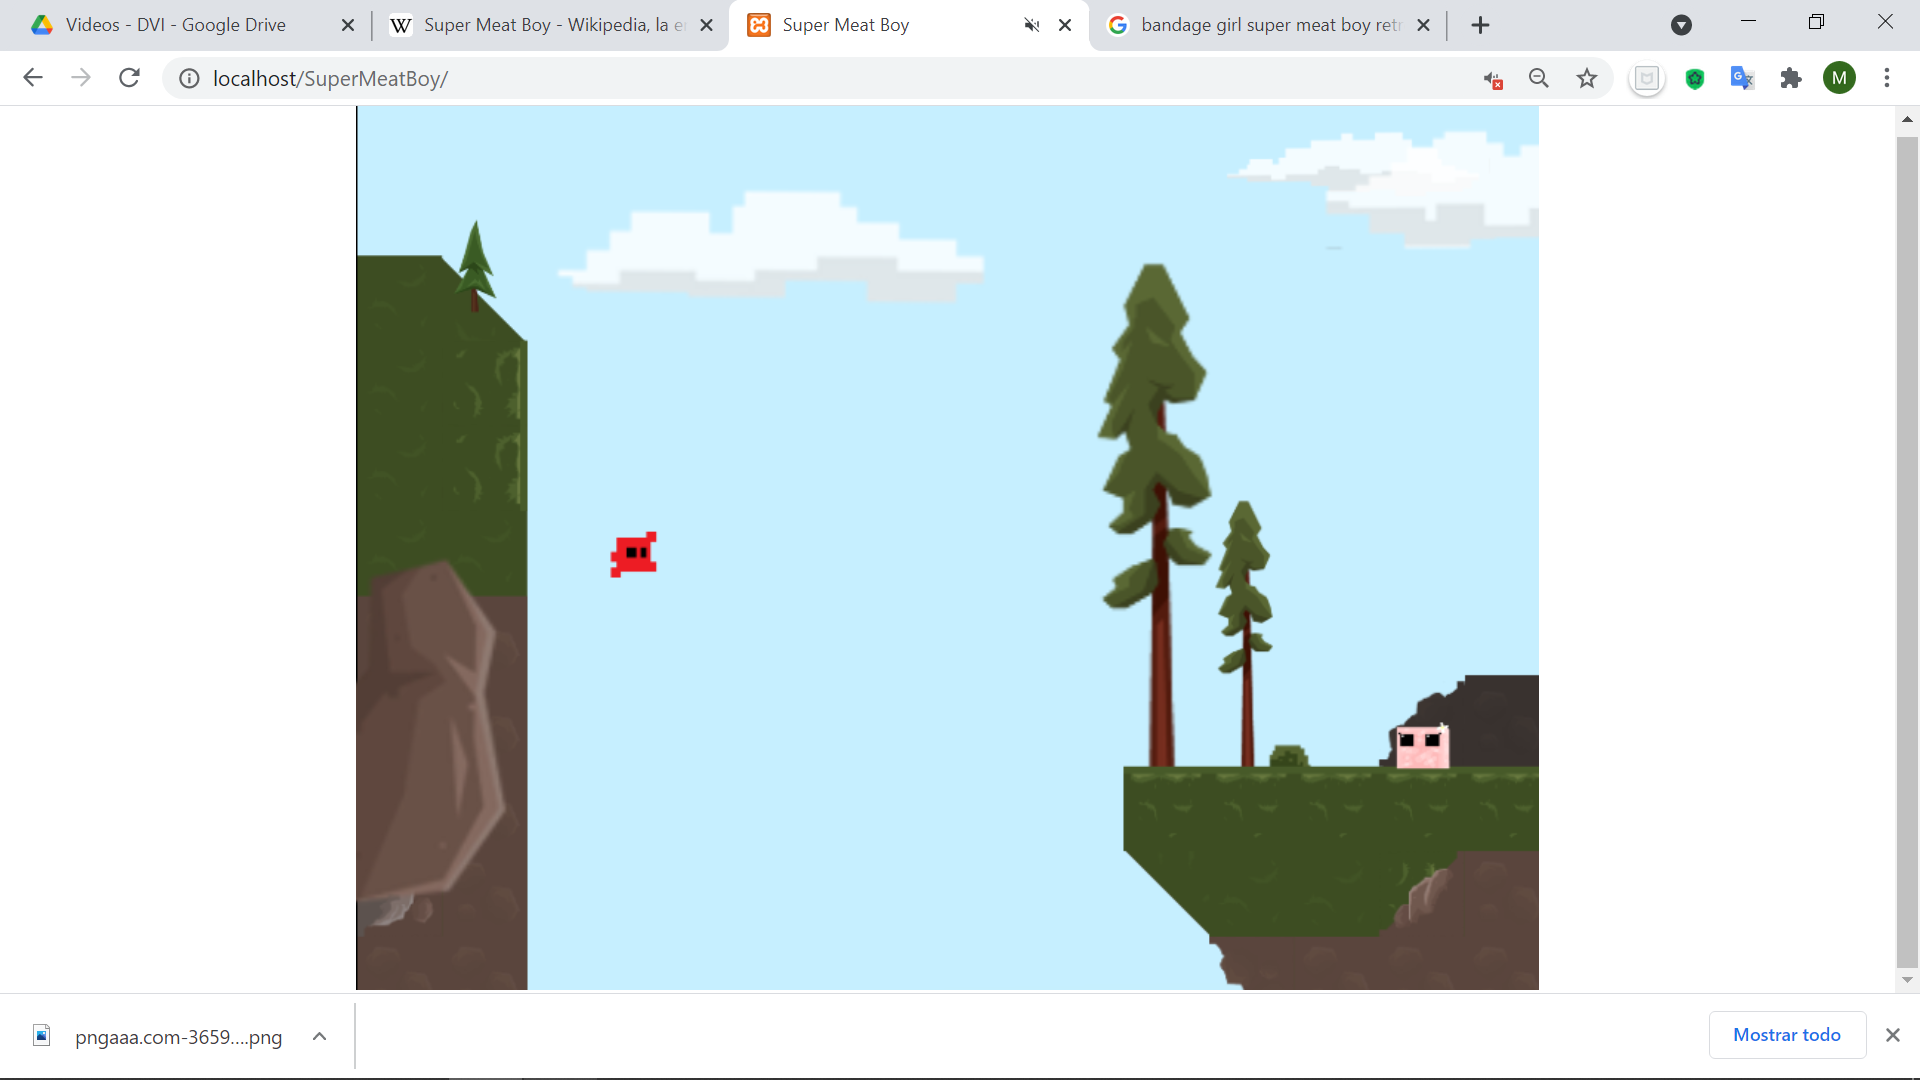 Videos - DVI - Google Drive
W Super Meat Boy - Wikipedia, la e
Super Meat Boy
G bandage girl super meat boy retr
localhost/SuperMeatBoy/
M
pngaaa.com-3659....png
Mostrar todo